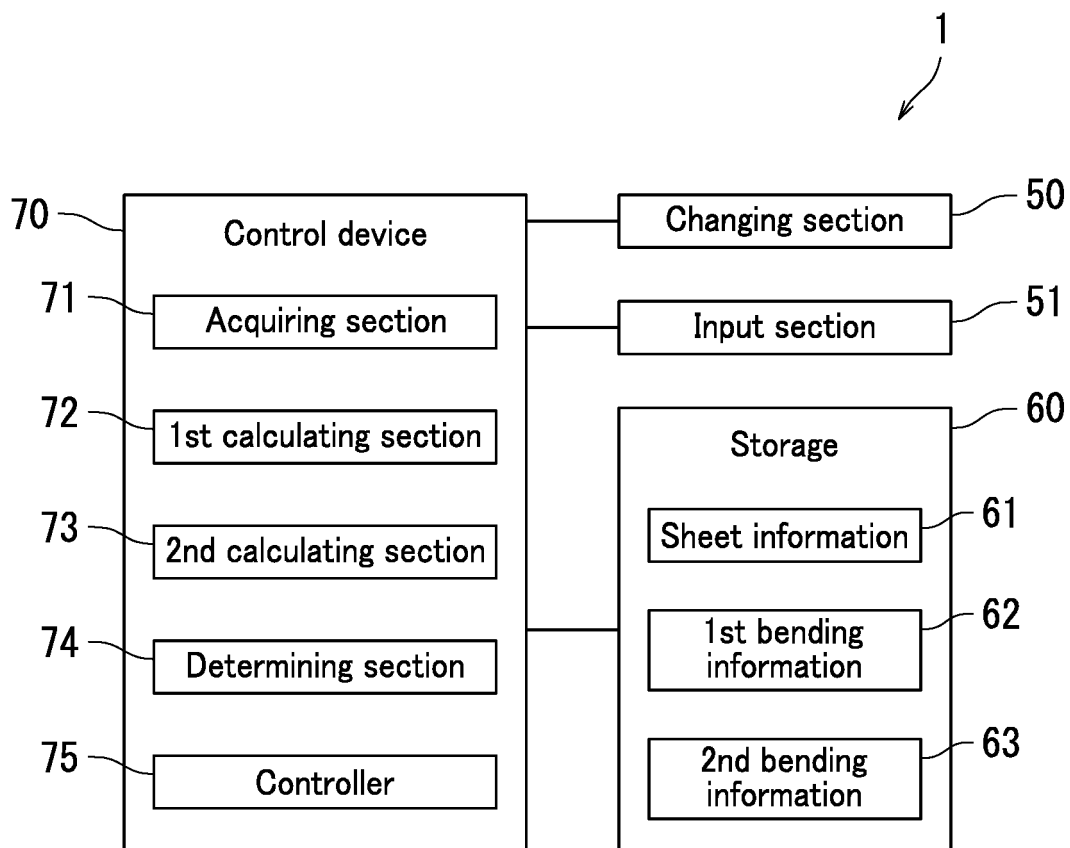 1
70
Control device
71
Acquiring section
72
1st calculating section
73
2nd calculating section
74
Determining section
75
Controller
50
Changing section
51
Input section
60
Storage
61
Sheet information
62
1st bending
information
63
2nd bending
information